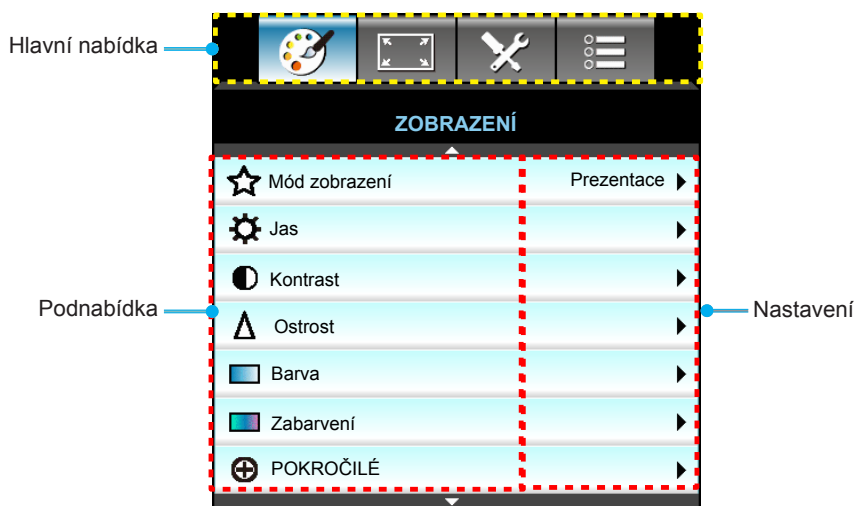 Hlavní nabídka
ZOBRAZENÍ
Mód zobrazení Prezentace
Jas
Kontrast
Podnabídka
Nastavení
Ostrost
Barva
Zabarvení
POKROČILÉ